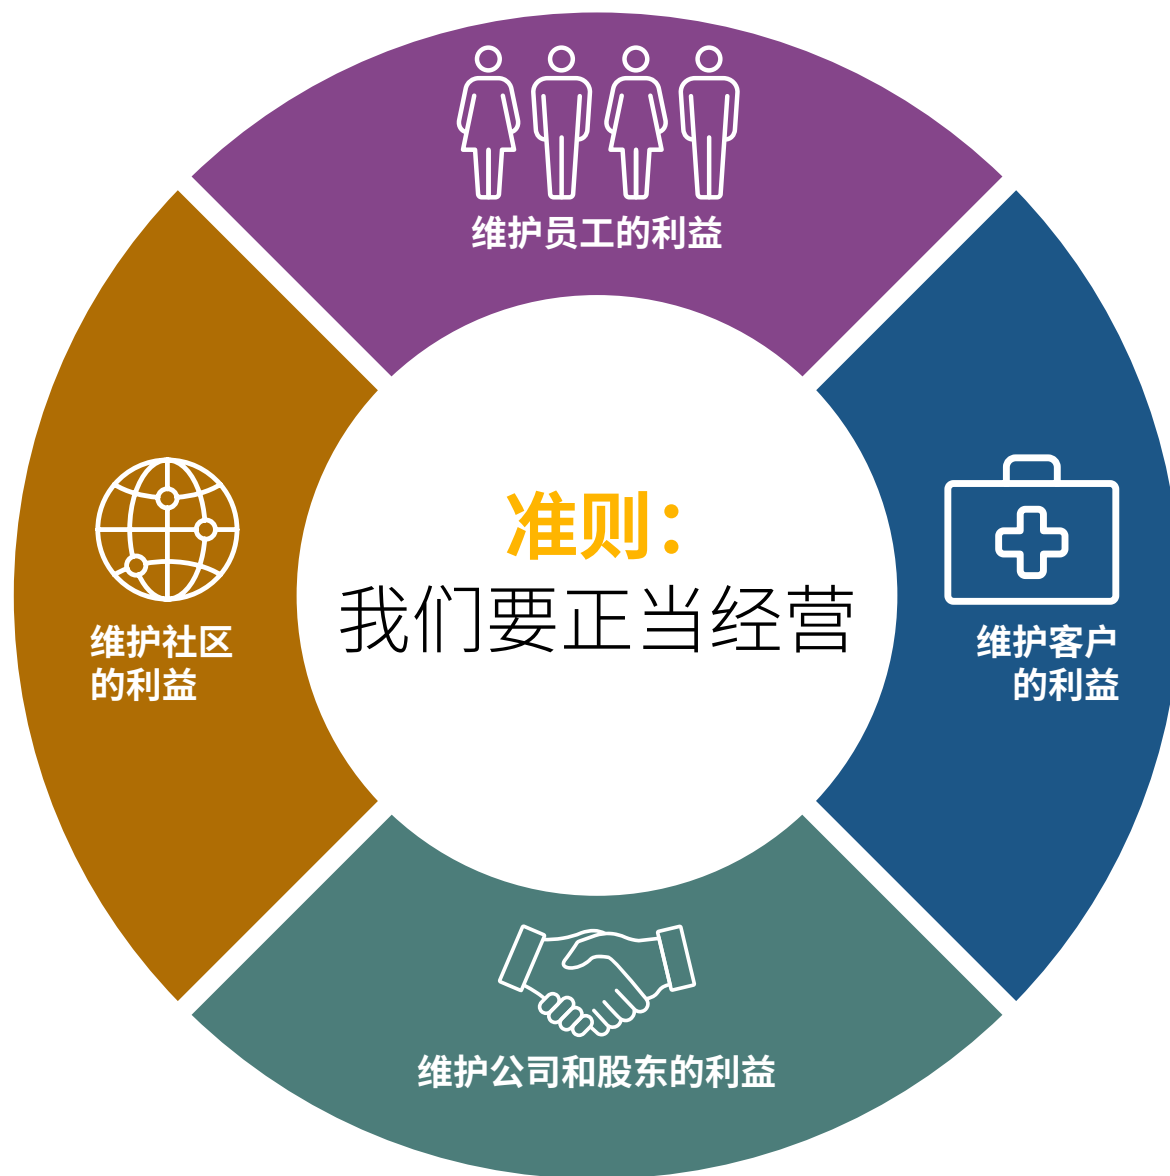 维护员工的利益
准则：
我们要正当经营
维护社区
的利益
维护客户
的利益
维护公司和股东的利益